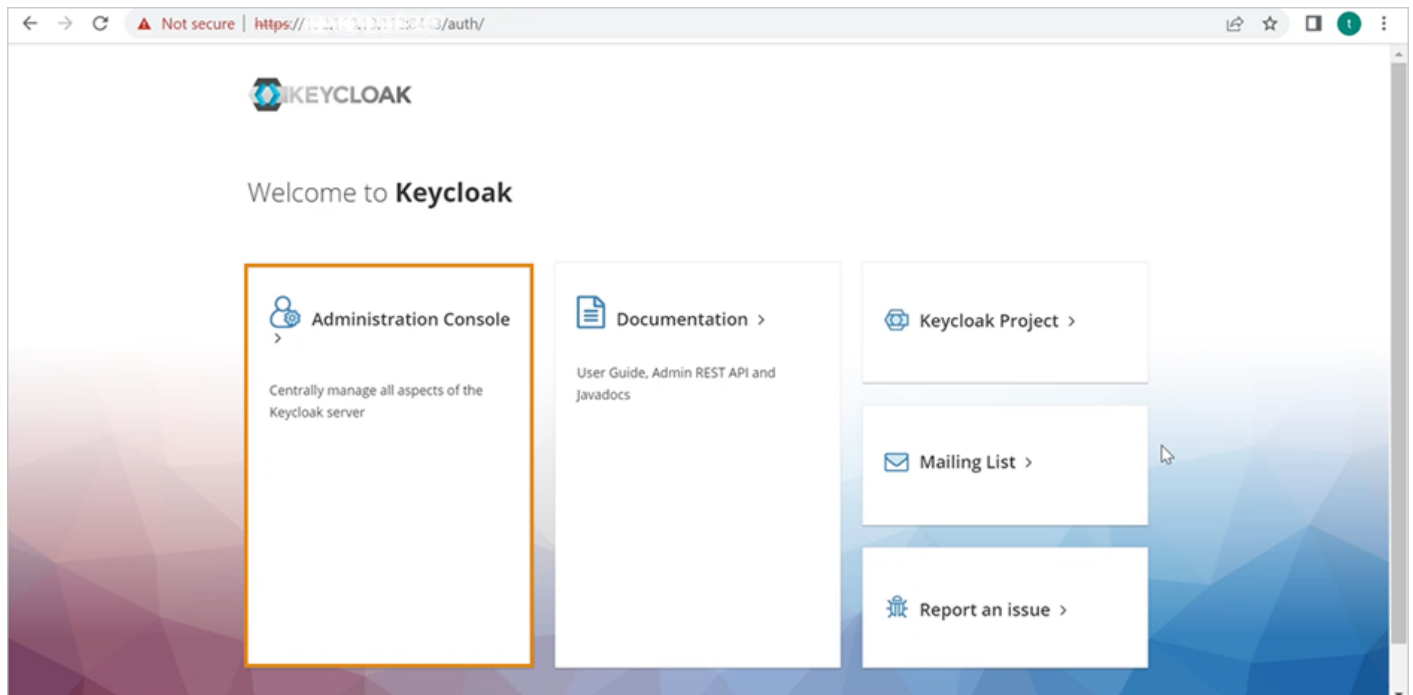 Not secure | https:// /auth/
t
KEYCLOAK
Welcome to Keycloak
Administration Console
>
Centrally manage all aspects of the
Keycloak server
Documentation >
User Guide, Admin REST API and
Javadocs
Keycloak Project >
Mailing List >
Report an issue >